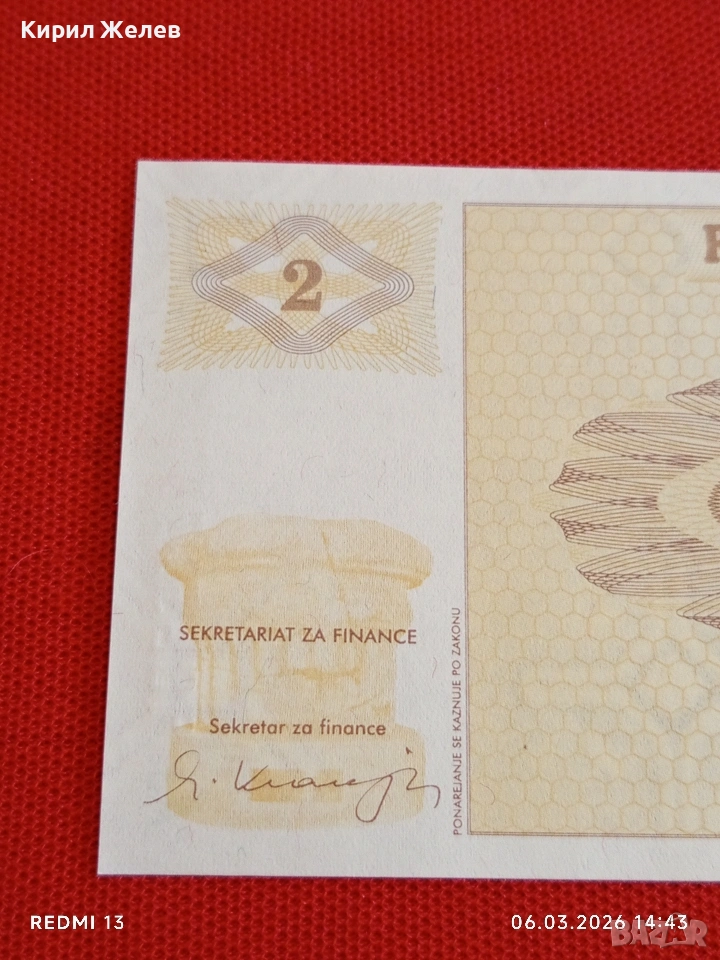 Кирил Желев
2
SEKRETARIAT ZA FINANCE
Sekretar za finance
PONAREJANJE SE KAZNUJE PO ZAKONU
REDMI 13
06.03.2026 14:43
BAZAR